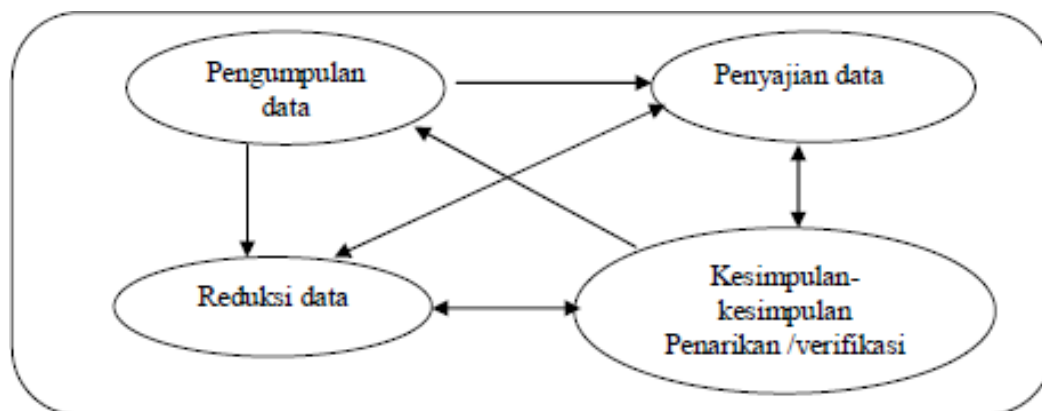 Pengumpulan
data
Penyajian data
Reduksi data
Kesimpulan-
kesimpulan
Penarikan /verifikasi